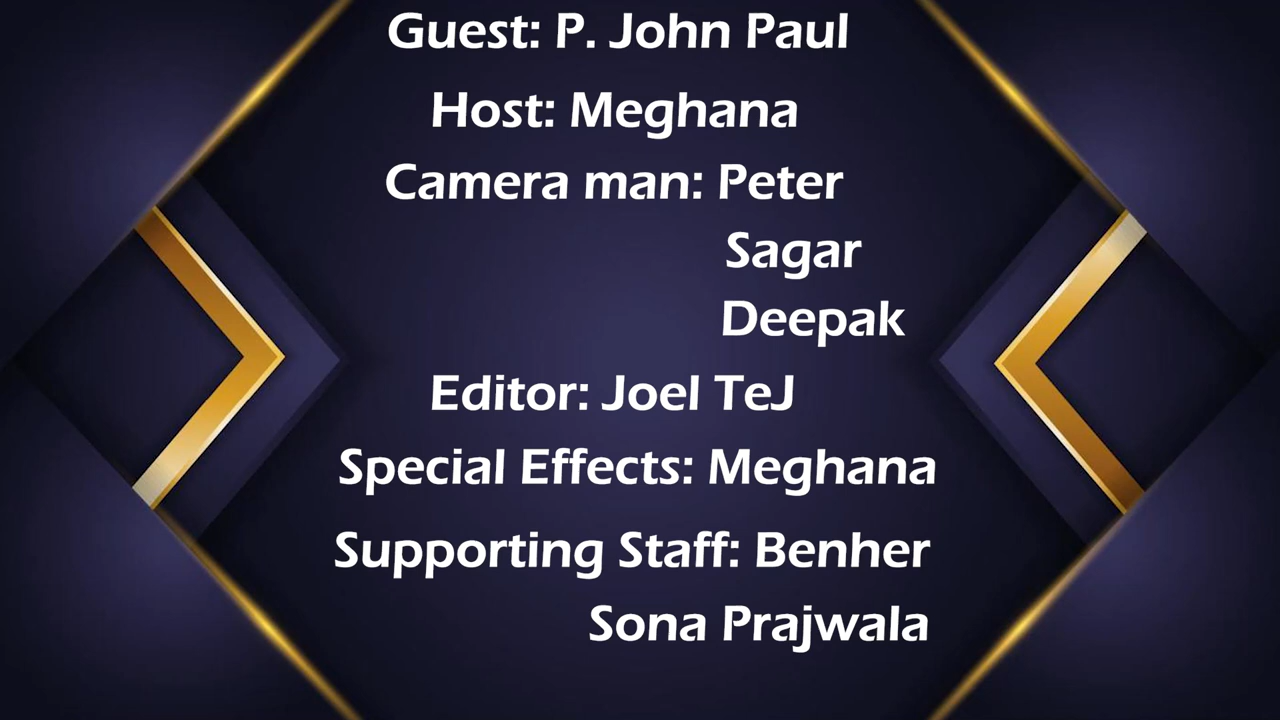 Guest: P. John Paul
Host: Meghana
Camera man: Peter
Sagar
Deepak
Editor: Joel TeJ
Special Effects: Meghana
Supporting Staff: Benher
Sona Prajwala